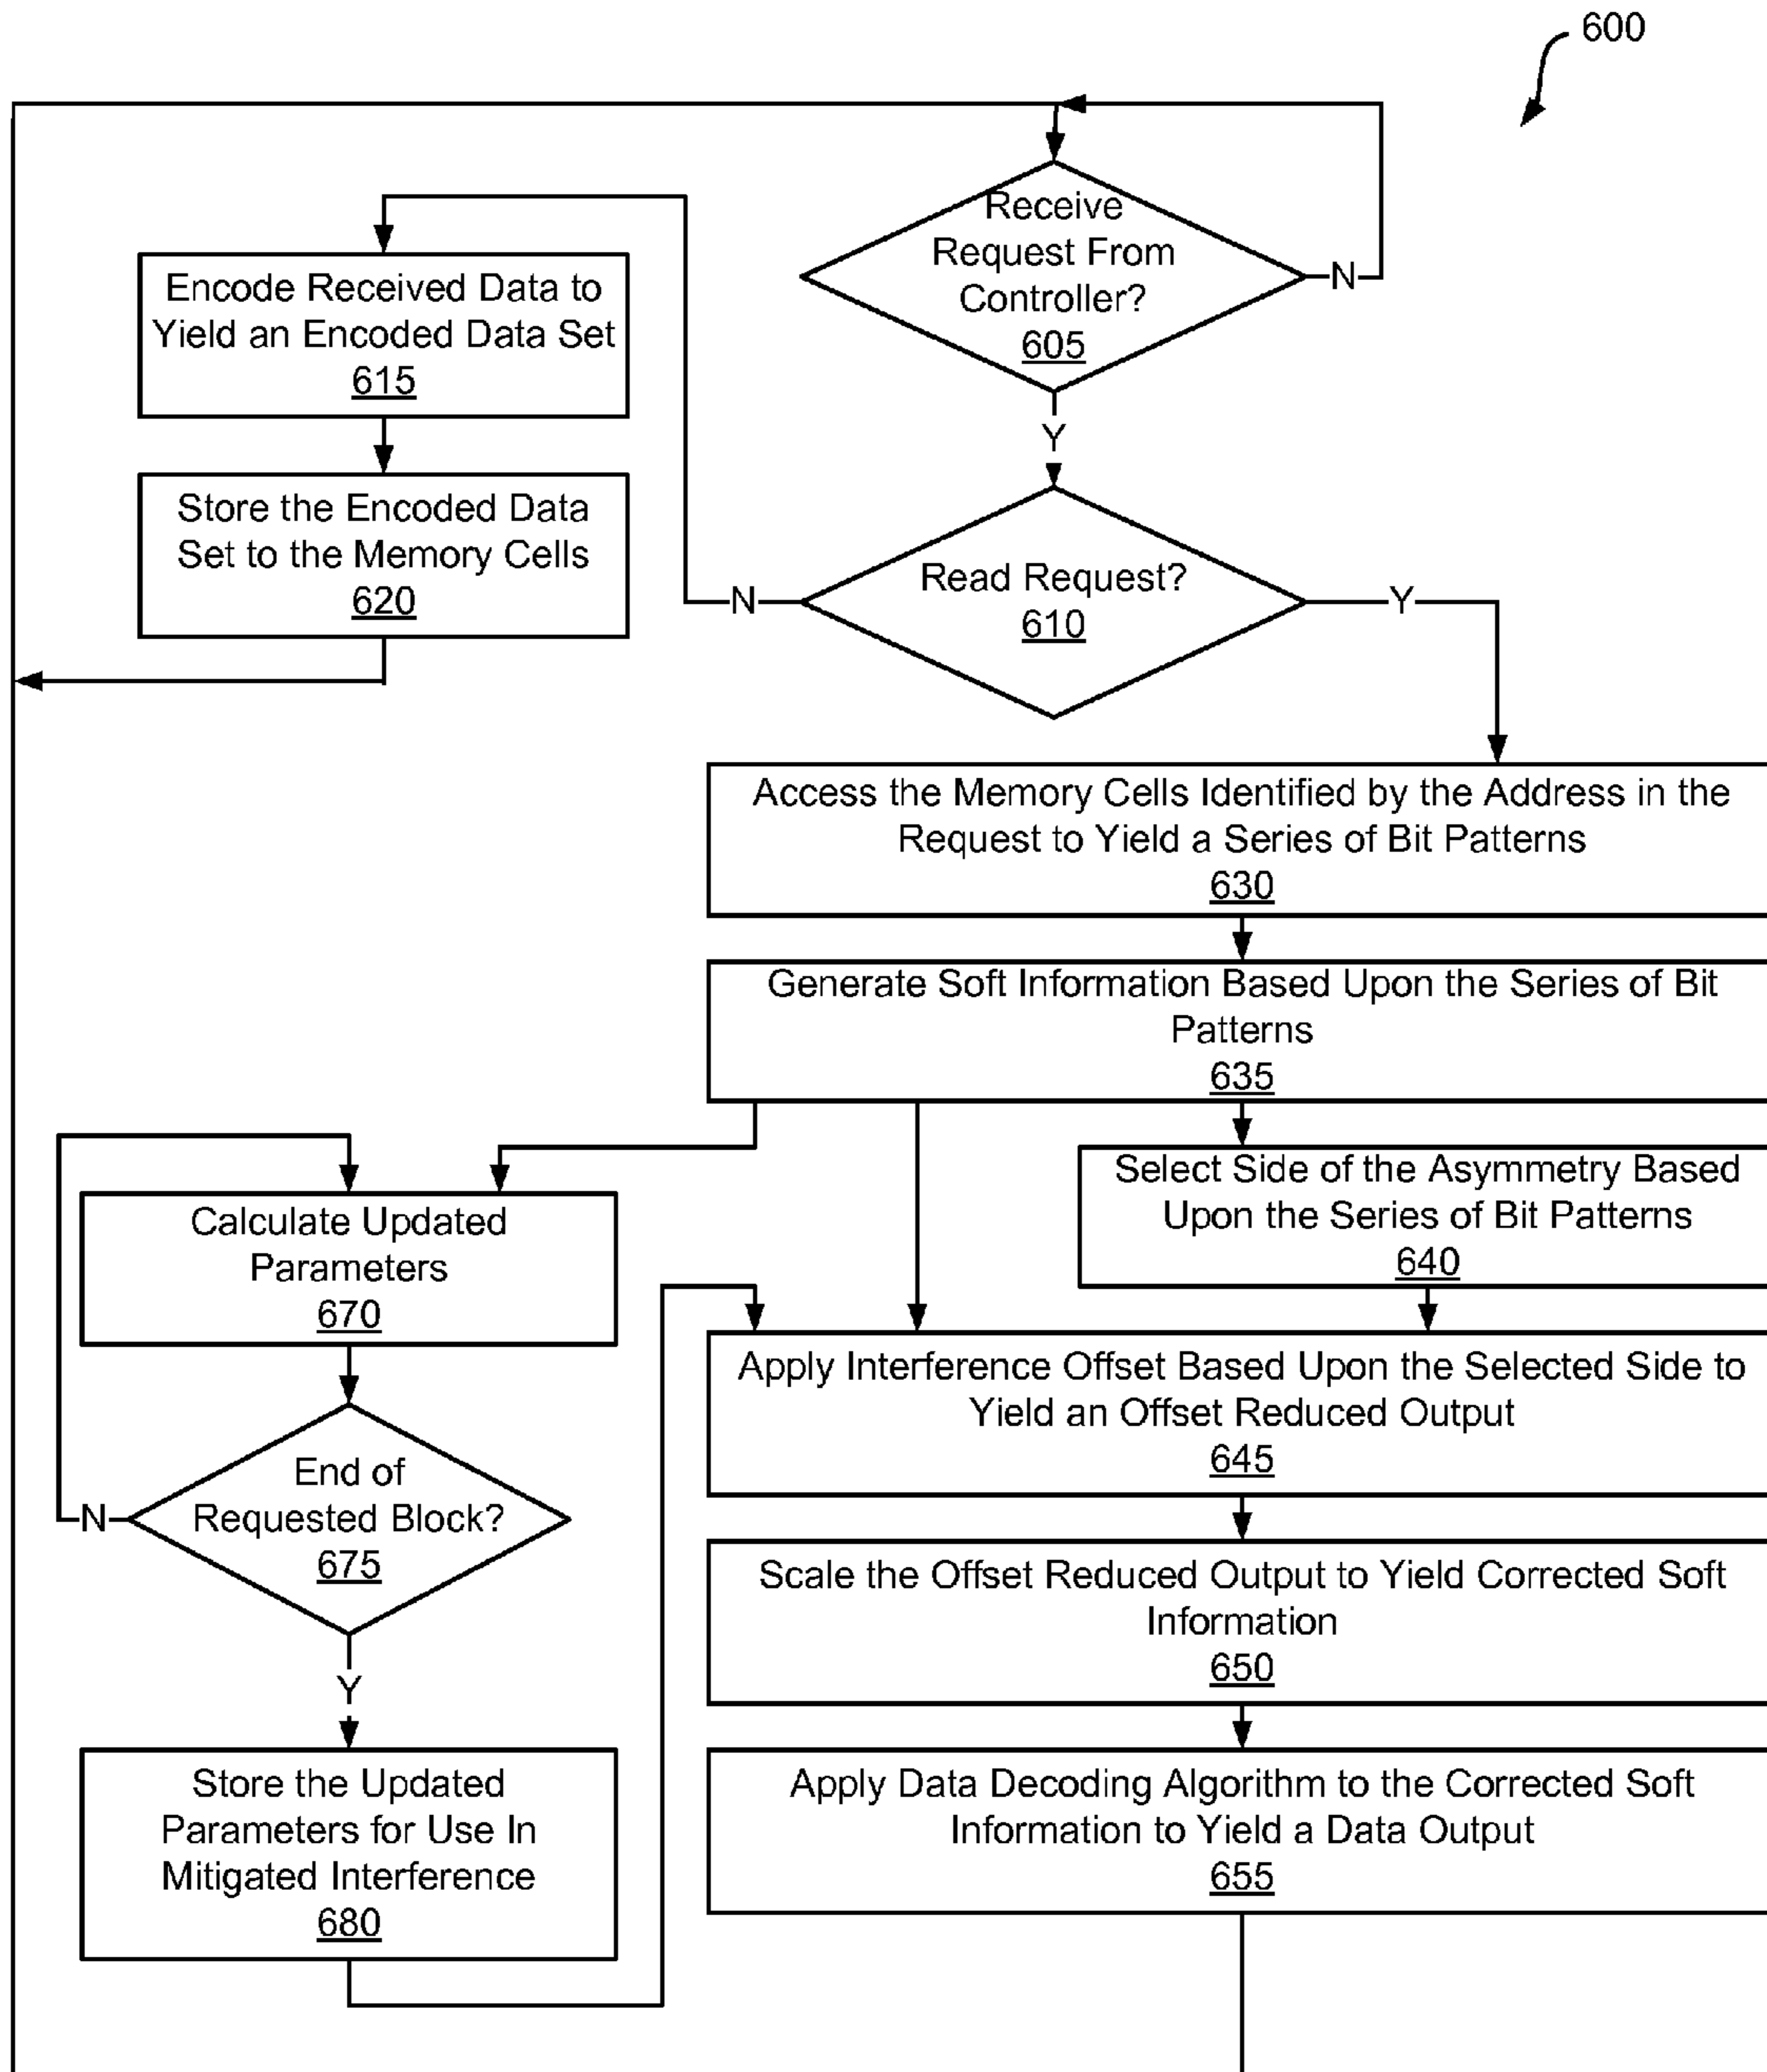 600
Receive
Request From
Controller?
605
N
Y
Encode Received Data to
Yield an Encoded Data Set
615
Store the Encoded Data
Set to the Memory Cells
620
Read Request?
610
N
Y
Access the Memory Cells Identified by the Address in the
Request to Yield a Series of Bit Patterns
630
Generate Soft Information Based Upon the Series of Bit
Patterns
635
Select Side of the Asymmetry Based
Upon the Series of Bit Patterns
640
Calculate Updated
Parameters
670
Apply Interference Offset Based Upon the Selected Side to
Yield an Offset Reduced Output
645
End of
Requested Block?
675
N
Y
Scale the Offset Reduced Output to Yield Corrected Soft
Information
650
Store the Updated
Parameters for Use In
Mitigated Interference
680
Apply Data Decoding Algorithm to the Corrected Soft
Information to Yield a Data Output
655